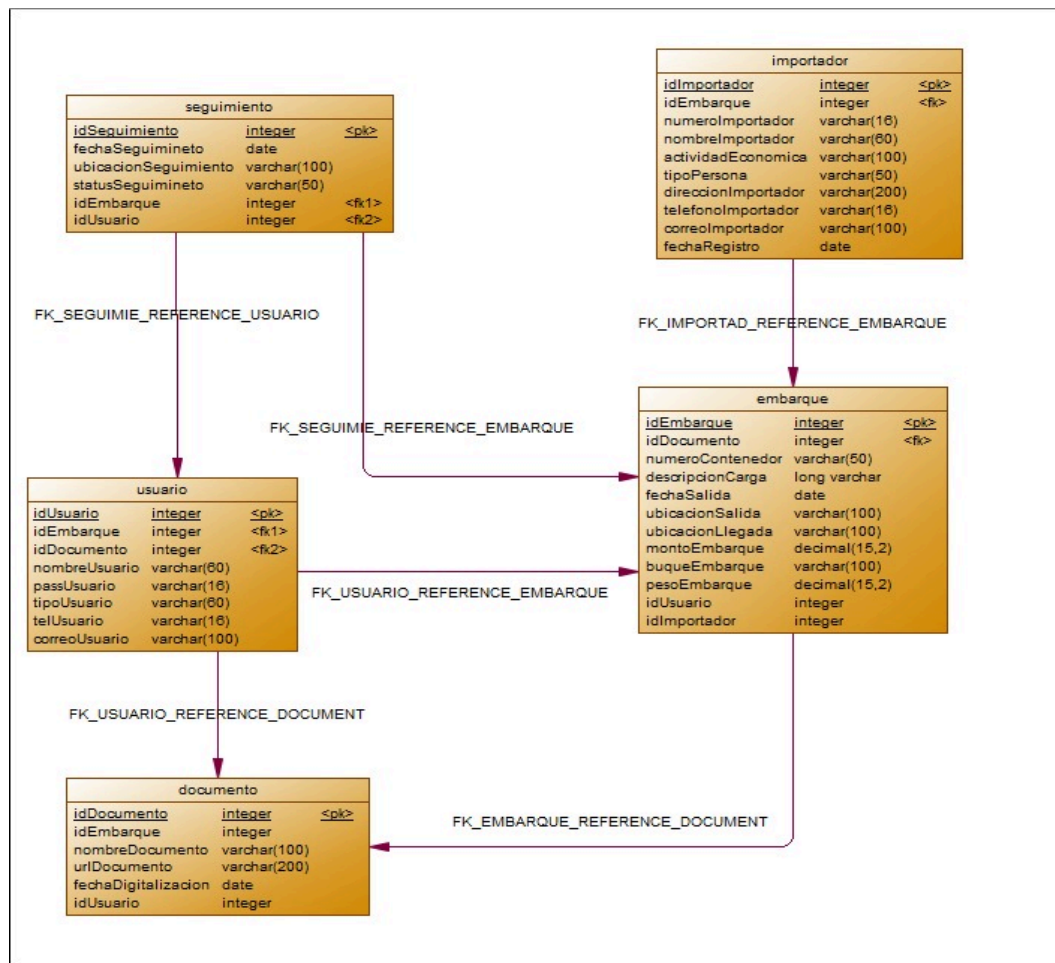 seguimiento
idSeguimiento integer <pk>
fechaSeguimineto date
ubicacionSeguimiento varchar(100)
statusSeguimineto varchar(50)
idEmbarque integer <fk1>
idUsuario integer <fk2>
importador
idImportador integer <pk>
idEmbarque integer <fk>
numeroImportador varchar(16)
nombreImportador varchar(60)
actividadEconomica varchar(100)
tipoPersona varchar(50)
direccionImportador varchar(200)
telefonoImportador varchar(16)
correoImportador varchar(100)
fechaRegistro date
FK_SEGUIMIE_REFERENCE_USUARIO
FK_IMPORTAD_REFERENCE_EMBARQUE
FK_SEGUIMIE_REFERENCE_EMBARQUE
embarque
idEmbarque integer <pk>
idDocumento integer <fk>
numeroContenedor varchar(50)
descripcionCarga long varchar
fechaSalida date
ubicacionSalida varchar(100)
ubicacionLlegada varchar(100)
montoEmbarque decimal(15,2)
buqueEmbarque varchar(100)
pesoEmbarque decimal(15,2)
idUsuario integer
idImportador integer
usuario
idUsuario integer <pk>
idEmbarque integer <fk1>
idDocumento integer <fk2>
nombreUsuario varchar(60)
passUsuario varchar(16)
tipoUsuario varchar(60)
telUsuario varchar(16)
correoUsuario varchar(100)
FK_USUARIO_REFERENCE_EMBARQUE
FK_USUARIO_REFERENCE_DOCUMENT
documento
idDocumento integer <pk>
idEmbarque integer
nombreDocumento varchar(100)
urlDocumento varchar(200)
fechaDigitalizacion date
idUsuario integer
FK_EMBARQUE_REFERENCE_DOCUMENT